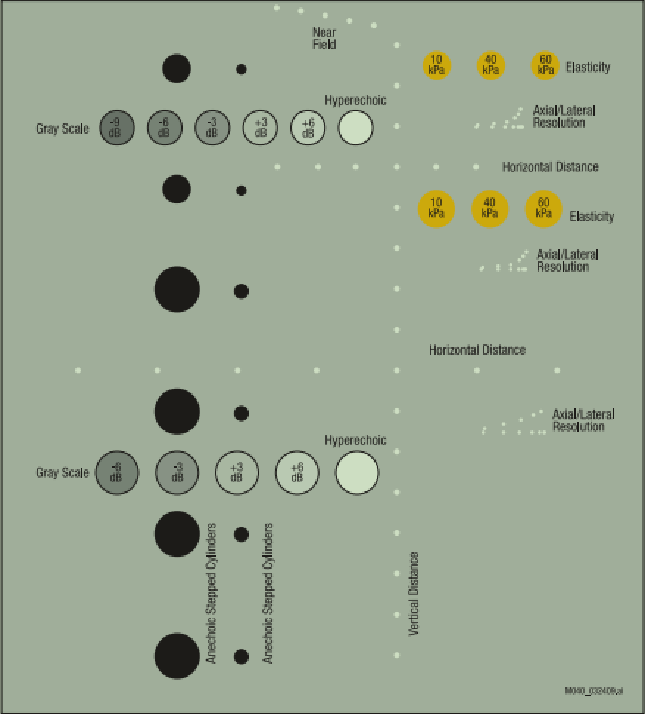 Near
Field
10
kPa
40
kPa
60
kPa
Elasticity
Hyperechoic
Gray Scale
-9
dB
-6
dB
-3
dB
+3
dB
+6
dB
Axial/Lateral
Resolution
Horizontal Distance
10
kPa
40
kPa
60
kPa
Elasticity
Axial/Lateral
Resolution
Horizontal Distance
Axial/Lateral
Resolution
Hyperechoic
Gray Scale
-6
dB
-3
dB
+3
dB
+6
dB
Anechoic Stepped Cylinders
Anechoic Stepped Cylinders
Vertical Distance